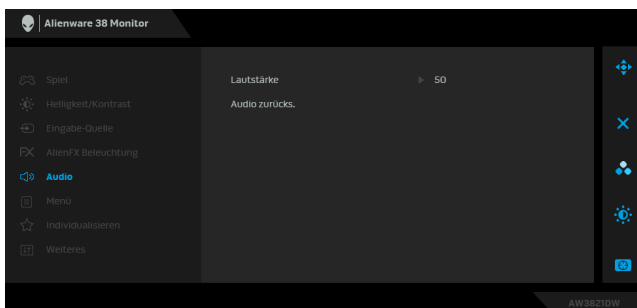 Alienware 38 Monitor
Spiel
Helligkeit/Kontrast
Eingabe-Quelle
AlienFX Beleuchtung
Audio
Menü
Individualisieren
Weiteres
Lautstärke 50
Audio zurücks.
AW3821DW